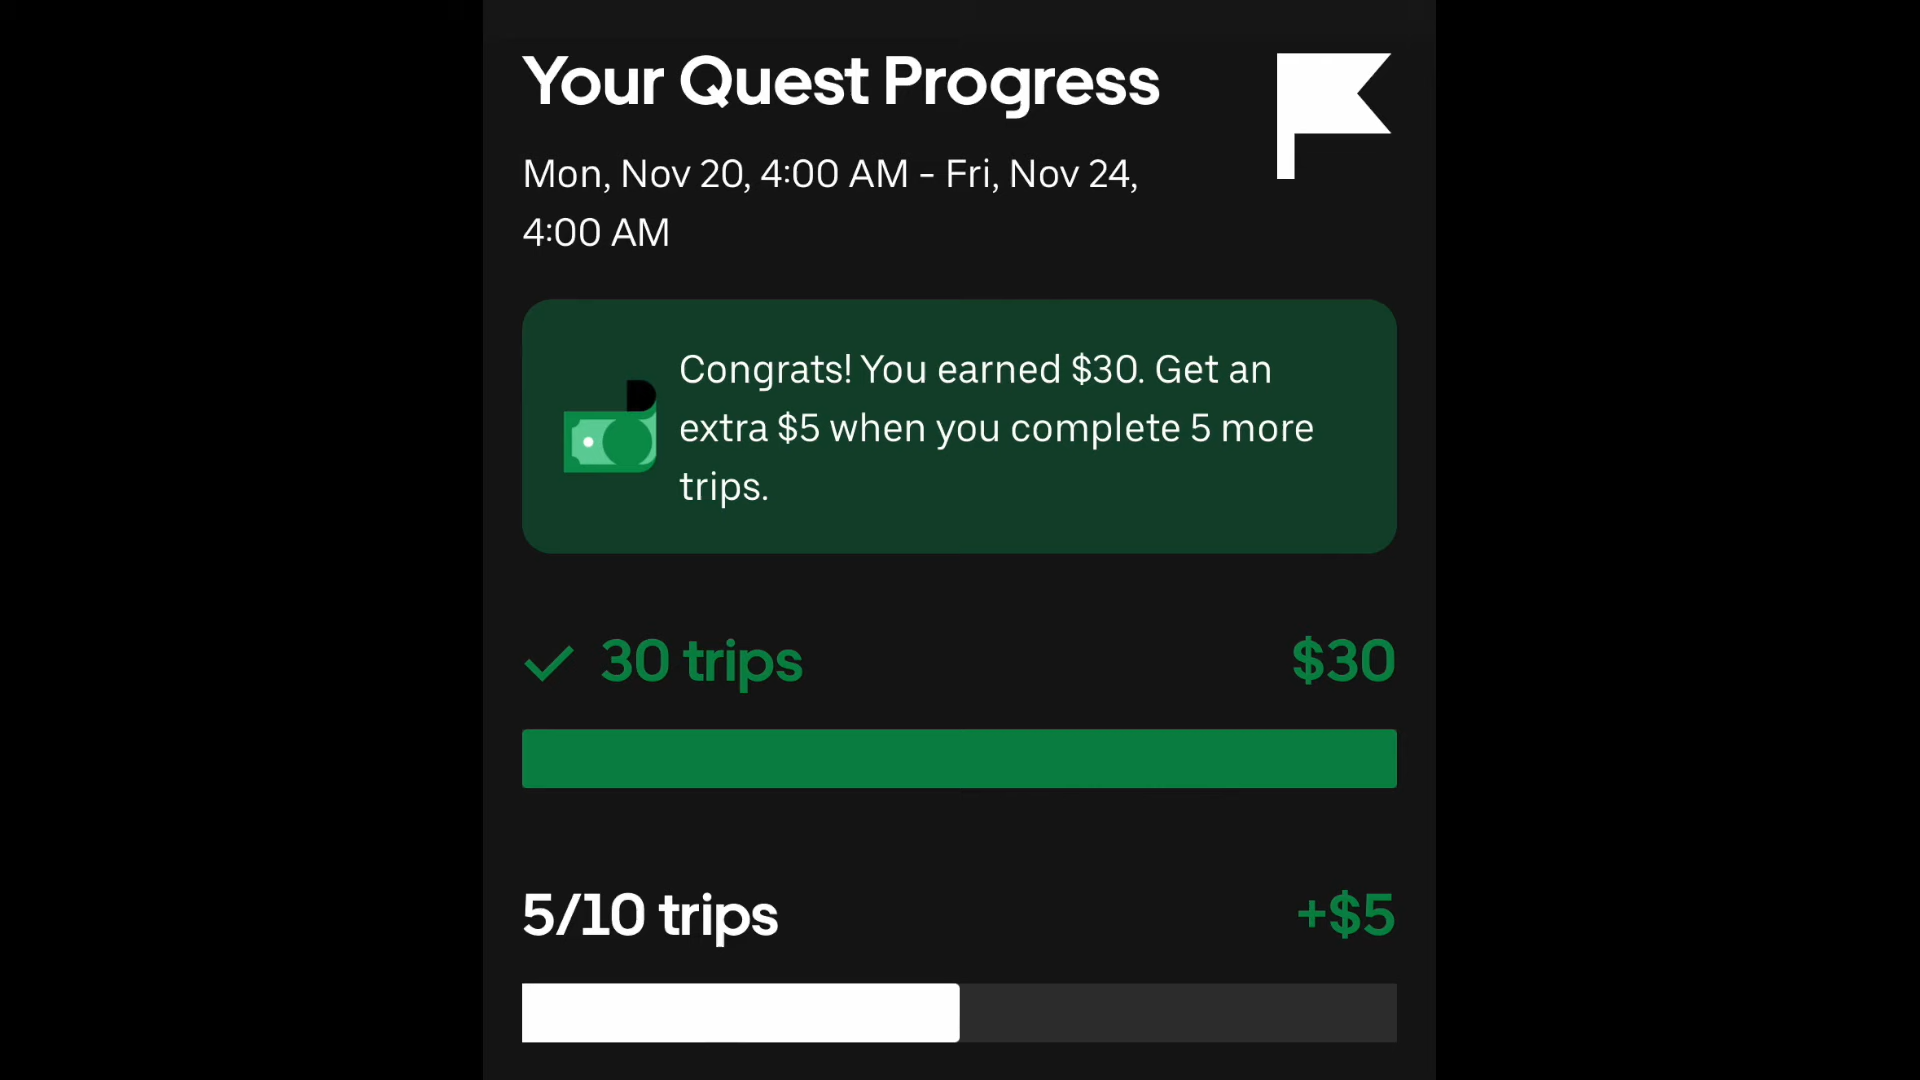 Your Quest Progress
Mon, Nov 20, 4:00 AM - Fri, Nov 24,
4:00 AM
Congrats! You earned $30. Get an
extra $5 when you complete 5 more
trips.
30 trips $30
5/10 trips +$5